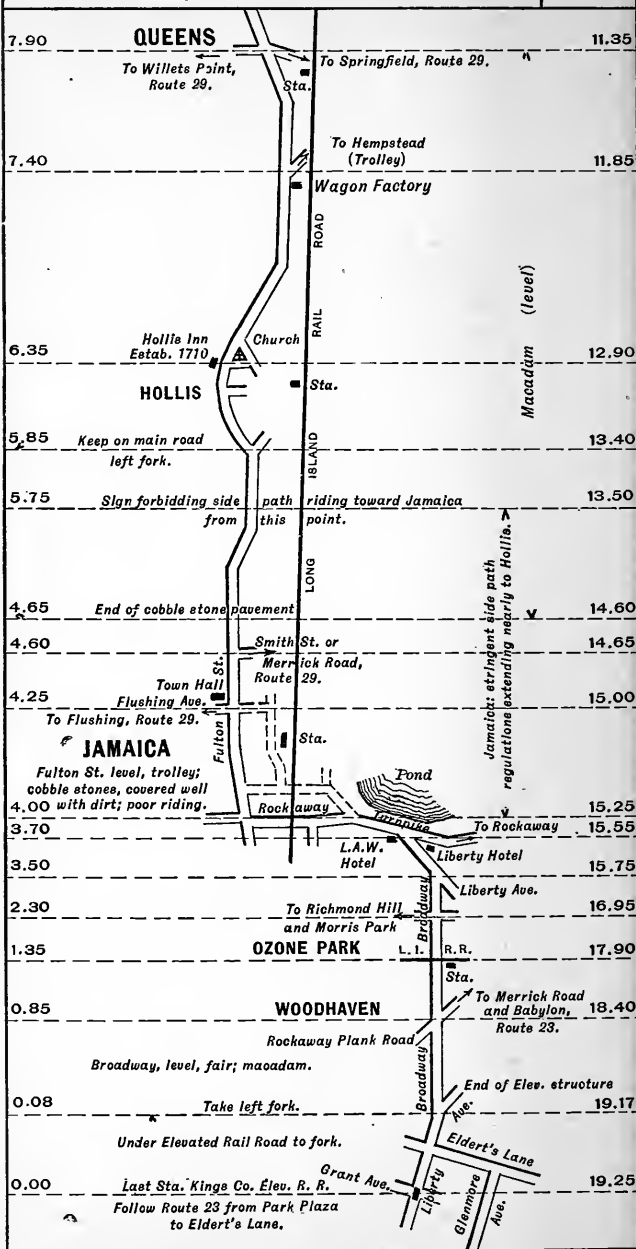 7.90 QUEENS 11.35
To Willets Point,
Route 29.
To Springfield, Route 29.
Sta.
To Hempstead
(Trolley)
7.40 11.85
Wagon Factory
ROAD
RAIL
ISLAND
LONG
Macadam (level)
Hollis Inn
Estab. 1710
Church
6.35 12.90
HOLLIS
Sta.
5.85 Keep on main road 13.40
left fork.
5.75 Sign forbidding side path riding toward Jamaica 13.50
from this point.
Jamaica: stringent side path
regulations extending nearly to Hollis.
4.65 End of cobble stone pavement 14.60
4.60 Smith St. or 14.65
Merrick Road,
Route 29.
Fulton St.
Town Hall
4.25 Flushing Ave. 15.00
To Flushing, Route 29.
Sta.
JAMAICA
Fulton St. level, trolley;
cobble stones, covered well
with dirt; poor riding.
Pond
4.00 Rockaway Turnpike 15.25
To Rockaway
3.70 15.55
L.A.W.
Hotel
Liberty Hotel
3.50 15.75
Liberty Ave.
Broadway
2.30 To Richmond Hill 16.95
and Morris Park
OZONE PARK L. I. R.R.
1.35 17.90
Sta.
WOODHAVEN
To Merrick Road
and Babylon,
Route 23.
0.85 18.40
Rockaway Plank Road
Broadway
Broadway, level, fair; macadam.
End of Elev. structure
Ave.
0.08 Take left fork. 19.17
Under Elevated Rail Road to fork.
Eldert's Lane
Grant Ave.
0.00 Last Sta. Kings Co. Elev. R. R. 19.25
Liberty
Glenmore Ave.
Follow Route 23 from Park Plaza
to Eldert's Lane.